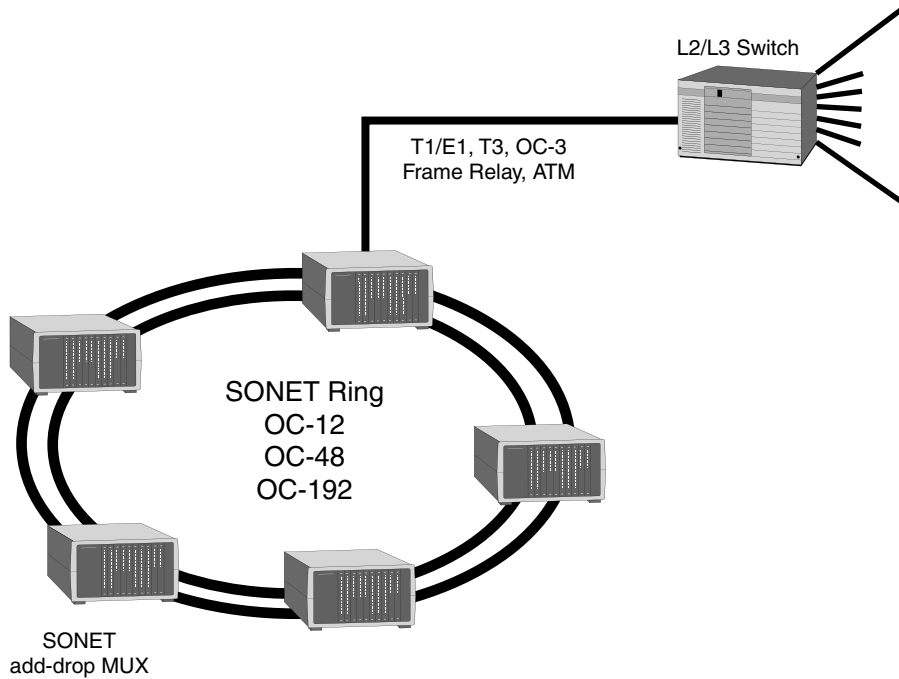 L2/L3 Switch
T1/E1, T3, OC-3
Frame Relay, ATM
SONET Ring
OC-12
OC-48
OC-192
SONET
add-drop MUX